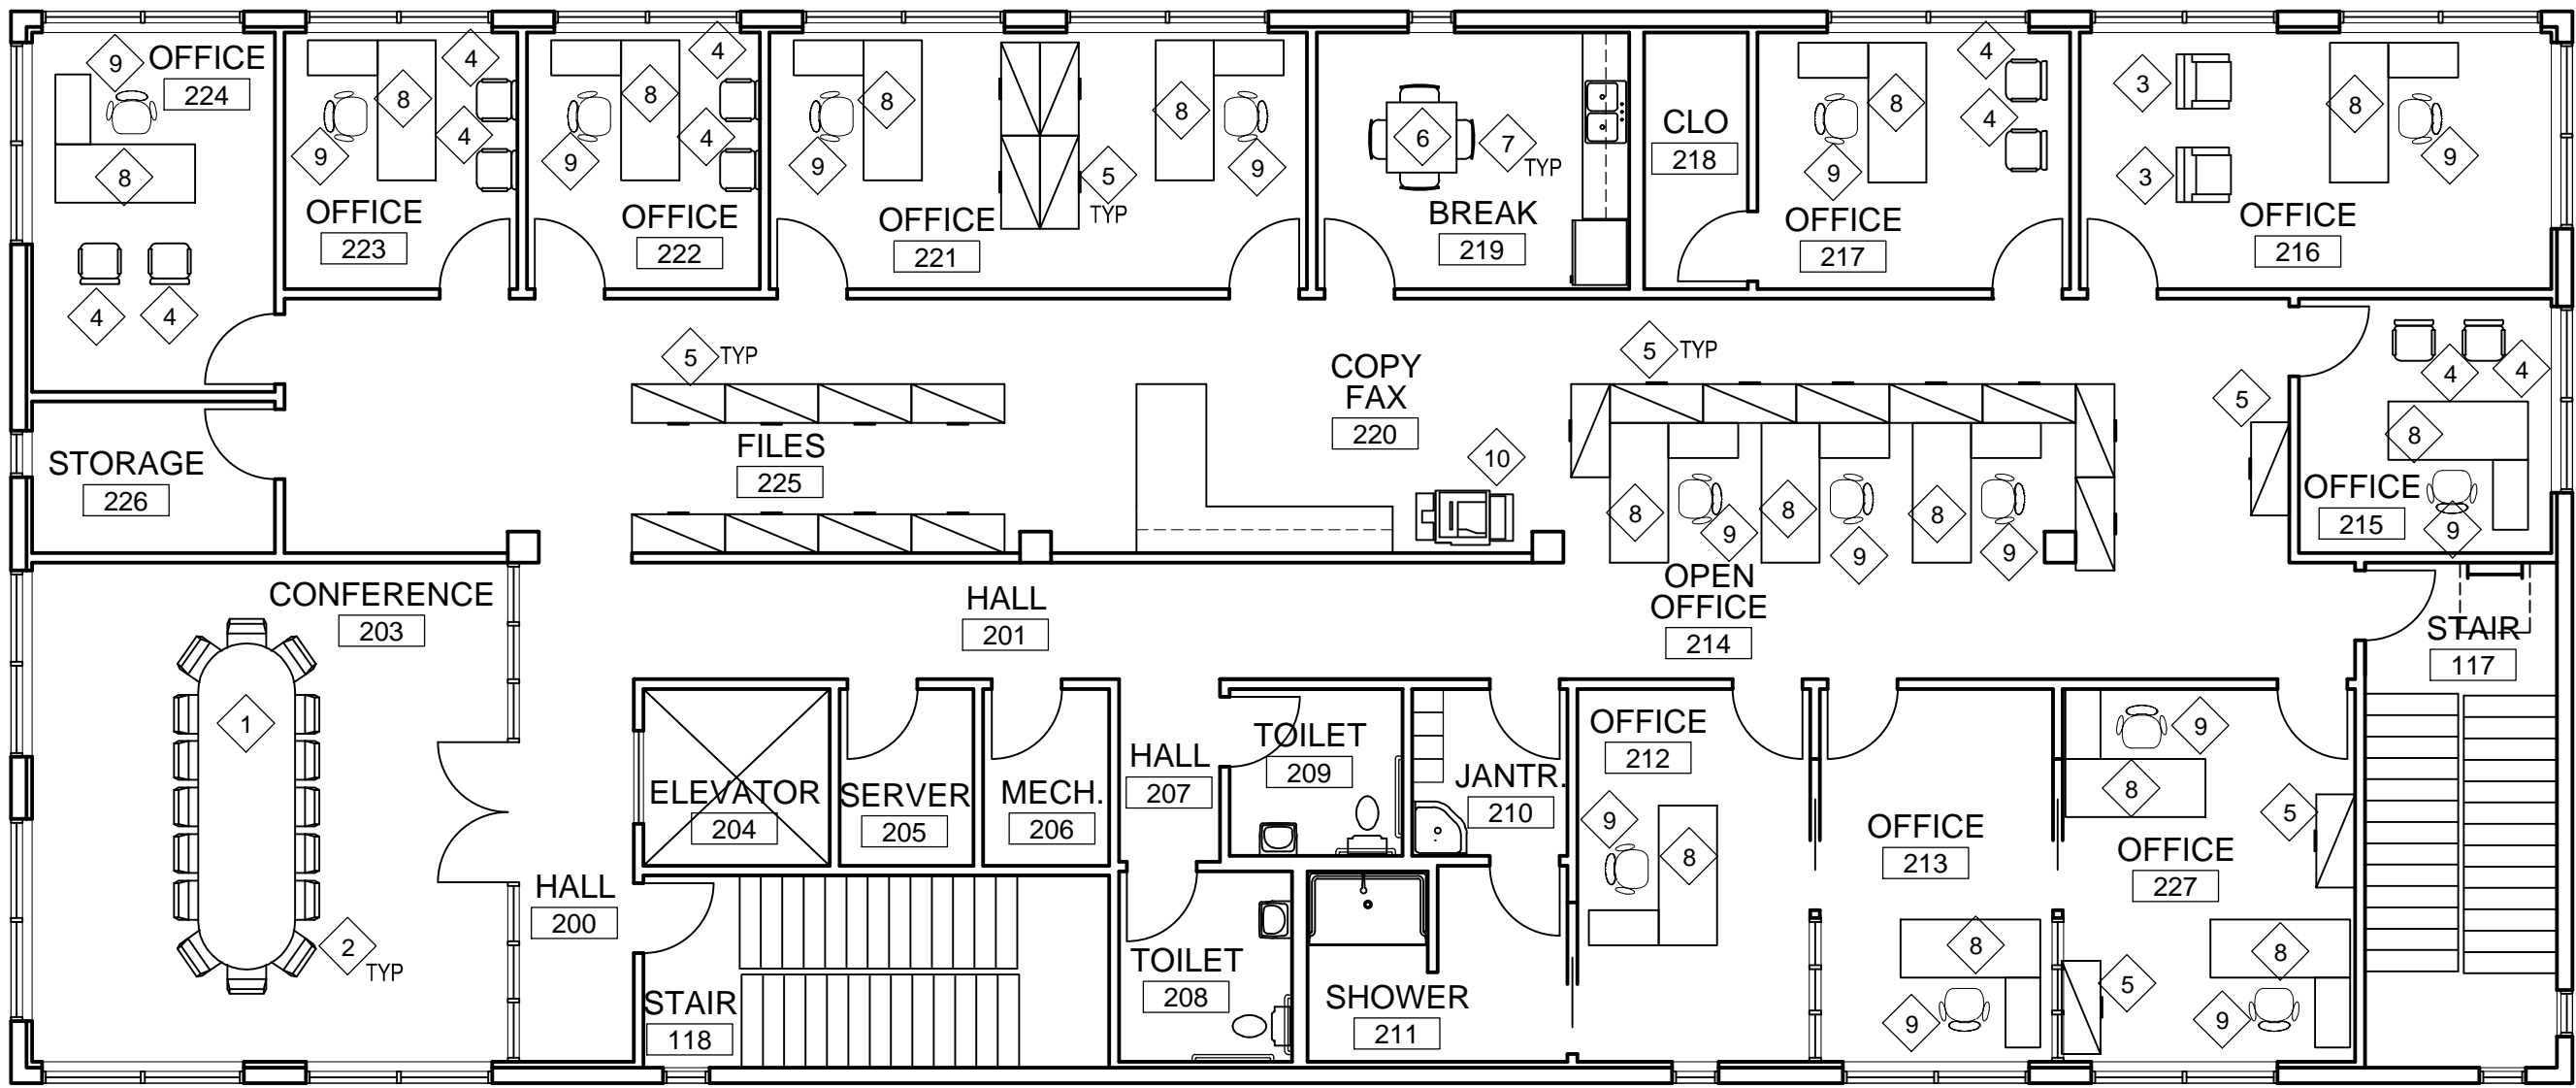 9
OFFICE
224
8
4
4
4
4
8
9
OFFICE
223
4
4
8
9
OFFICE
222
8
9
OFFICE
221
5
TYP
8
9
6
7
TYP
BREAK
219
CLO
218
4
4
8
9
OFFICE
217
3
3
8
9
OFFICE
216
5
TYP
FILES
225
COPY
FAX
220
10
5
TYP
8
9
8
9
8
9
OPEN
OFFICE
214
5
4
4
8
OFFICE
215
9
STORAGE
226
CONFERENCE
203
1
2
TYP
HALL
201
STAIR
117
HALL
200
ELEVATOR
204
SERVER
205
MECH.
206
HALL
207
TOILET
209
JANTR.
210
OFFICE
212
9
8
OFFICE
213
8
9
9
8
5
OFFICE
227
8
5
9
STAIR
118
TOILET
208
SHOWER
211